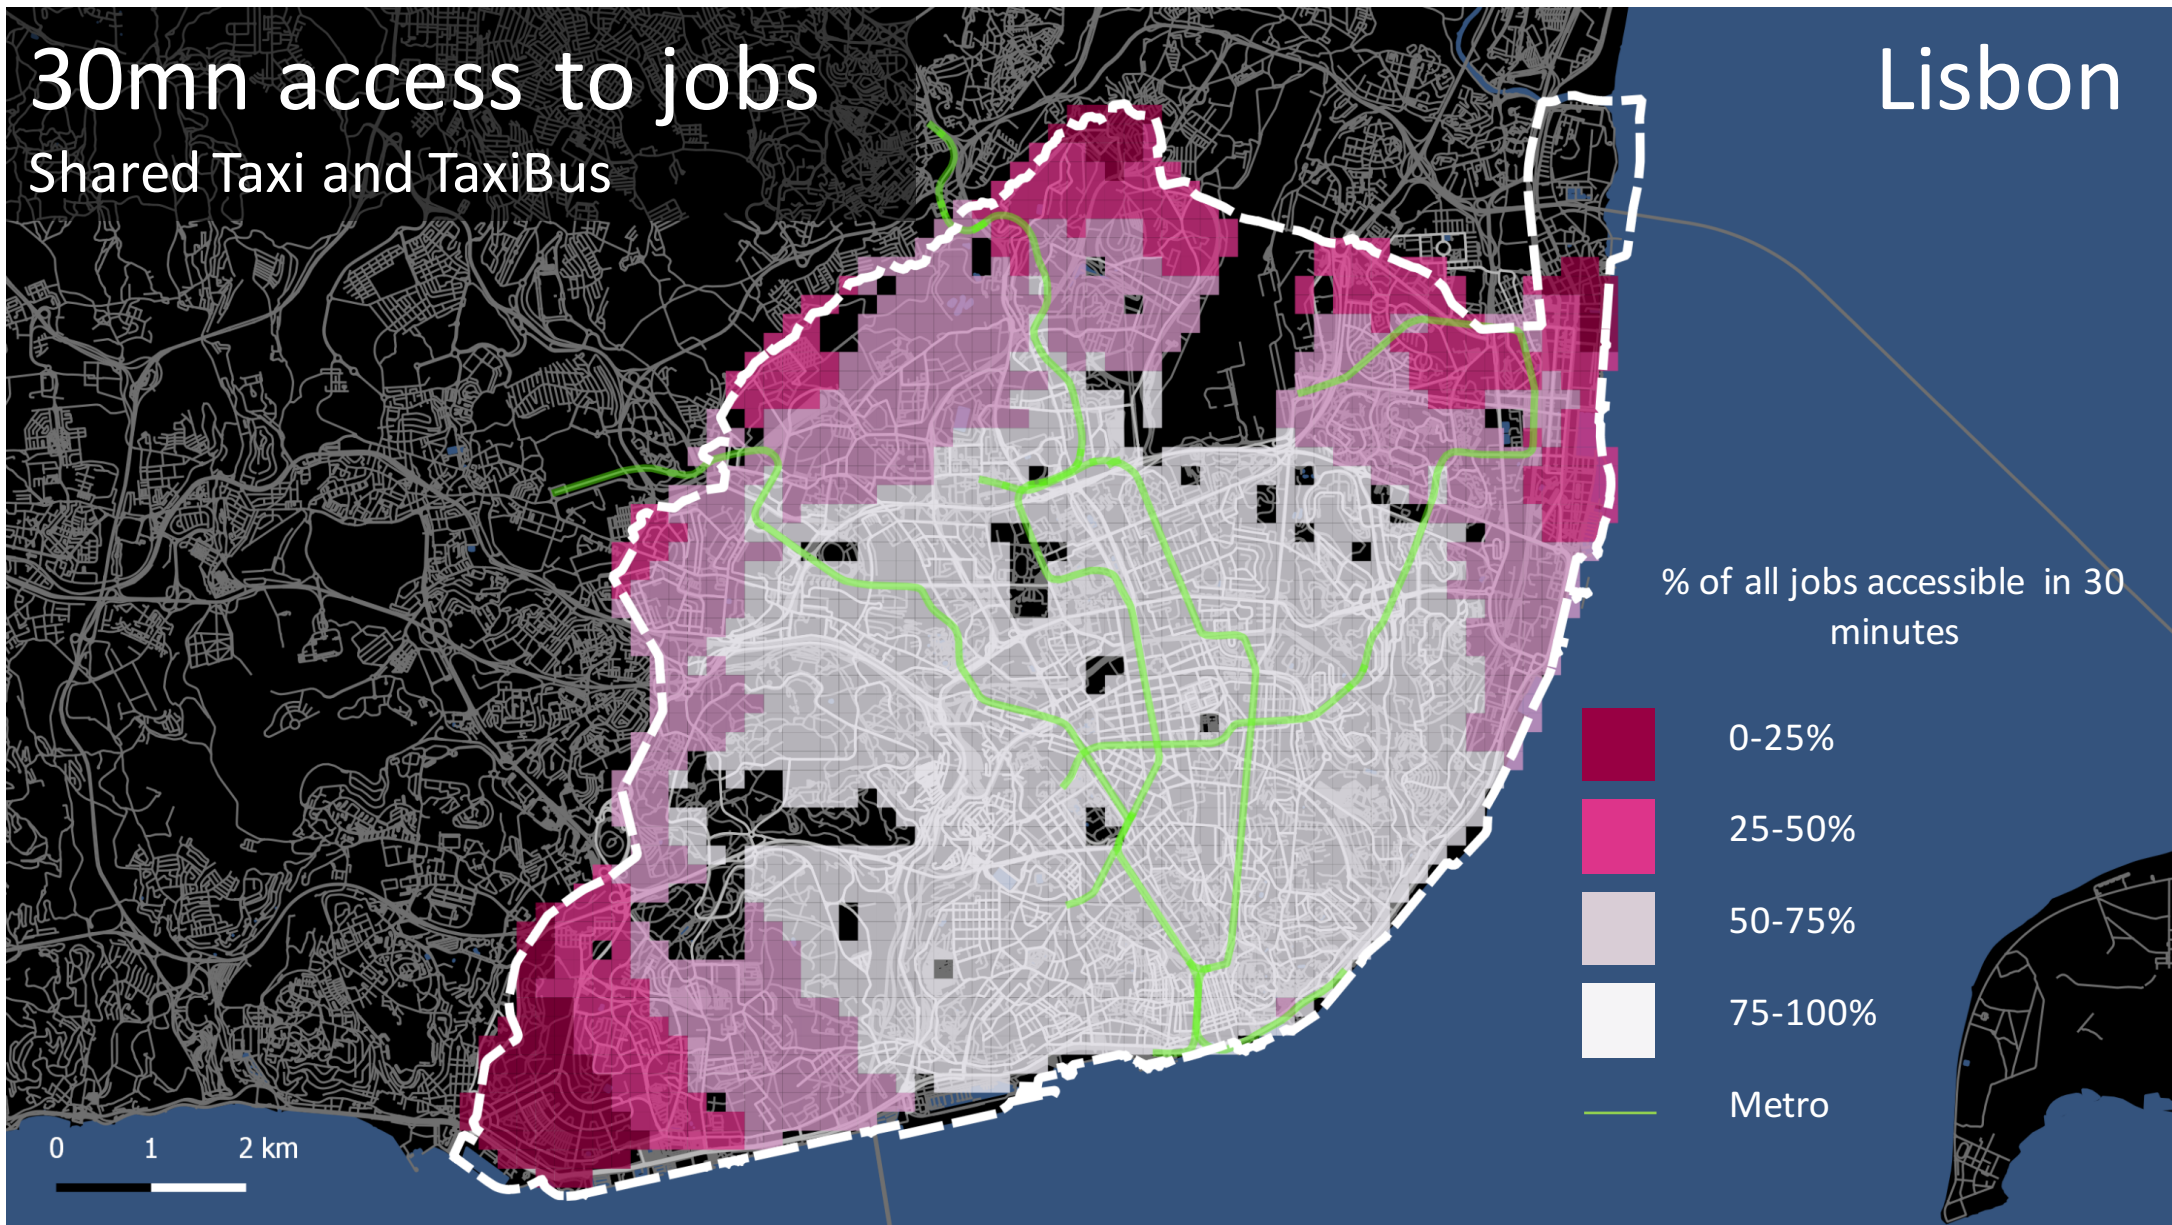 30mn access to jobs
Shared Taxi and TaxiBus
Lisbon
% of all jobs accessible in 30
minutes
0-25%
25-50%
50-75%
75-100%
Metro
0 1 2 km